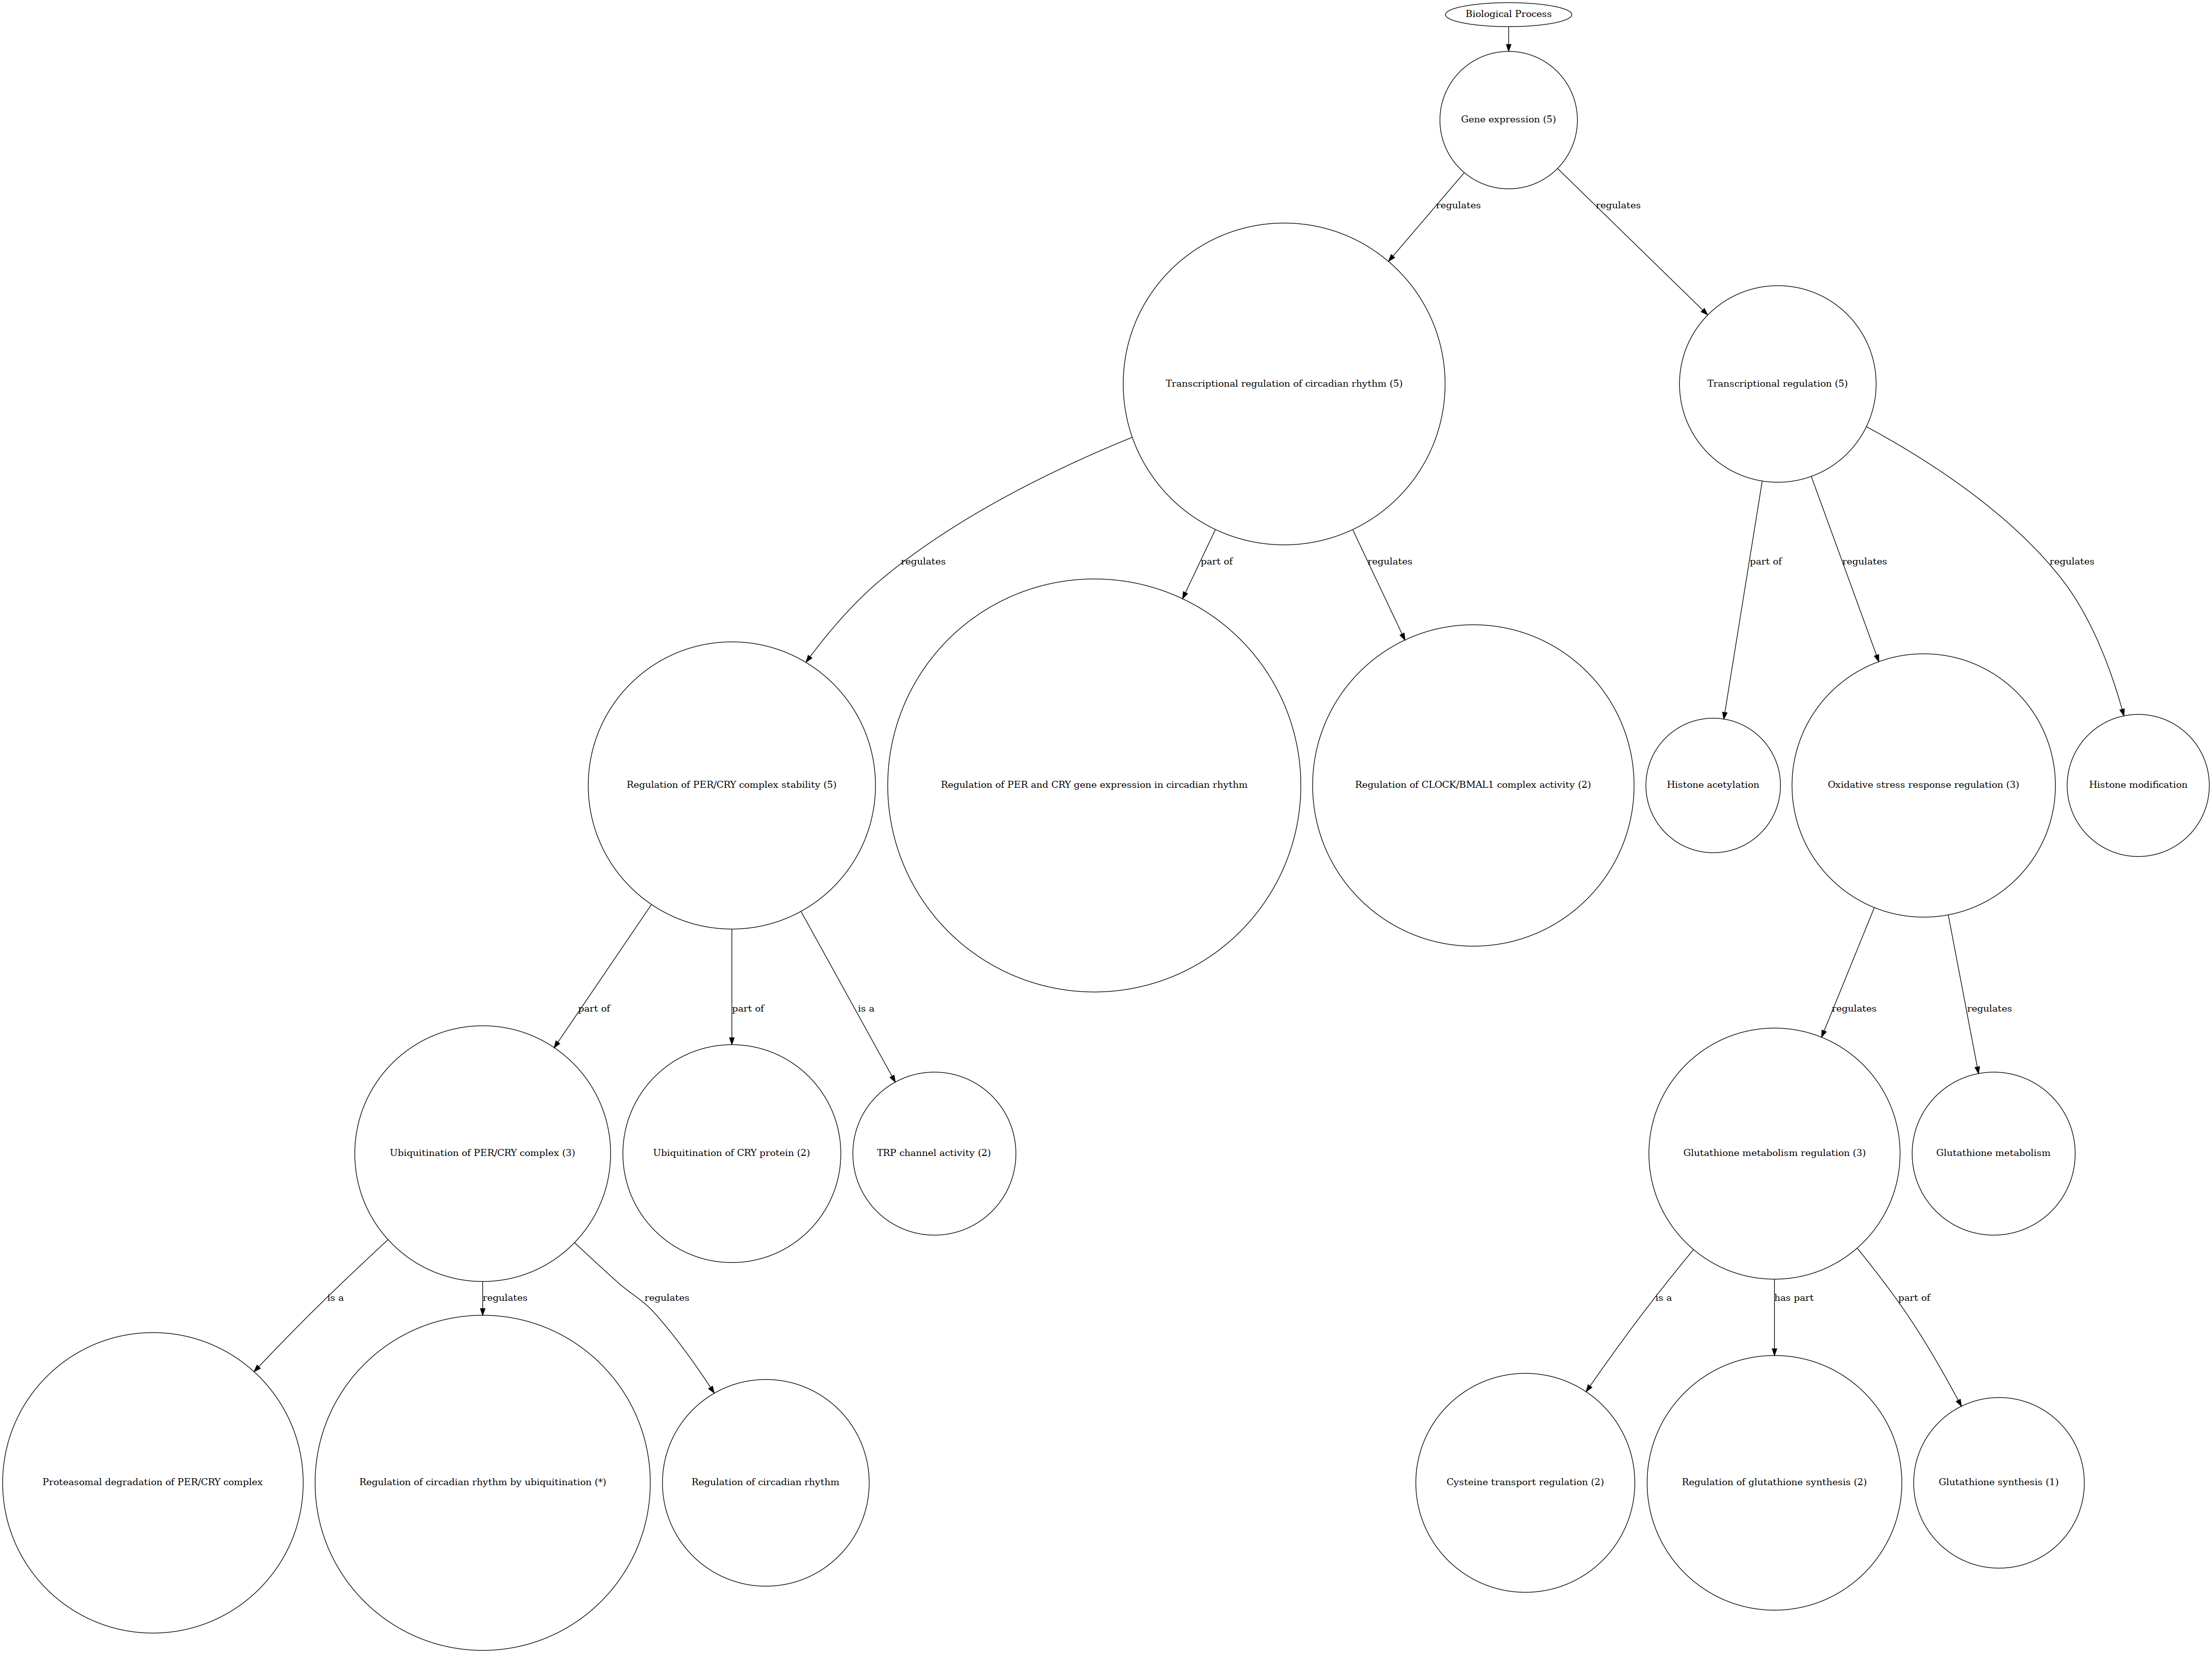 Biological Process
Gene expression (5)
regulates
regulates
Transcriptional regulation of circadian rhythm (5)
Transcriptional regulation (5)
regulates
part of
regulates
part of
regulates
regulates
Regulation of PER/CRY complex stability (5)
Regulation of PER and CRY gene expression in circadian rhythm
Regulation of CLOCK/BMAL1 complex activity (2)
Histone acetylation
Oxidative stress response regulation (3)
Histone modification
part of
part of
is a
regulates
regulates
Ubiquitination of PER/CRY complex (3)
Ubiquitination of CRY protein (2)
TRP channel activity (2)
Glutathione metabolism regulation (3)
Glutathione metabolism
is a
regulates
regulates
is a
has part
part of
Proteasomal degradation of PER/CRY complex
Regulation of circadian rhythm by ubiquitination (*)
Regulation of circadian rhythm
Cysteine transport regulation (2)
Regulation of glutathione synthesis (2)
Glutathione synthesis (1)